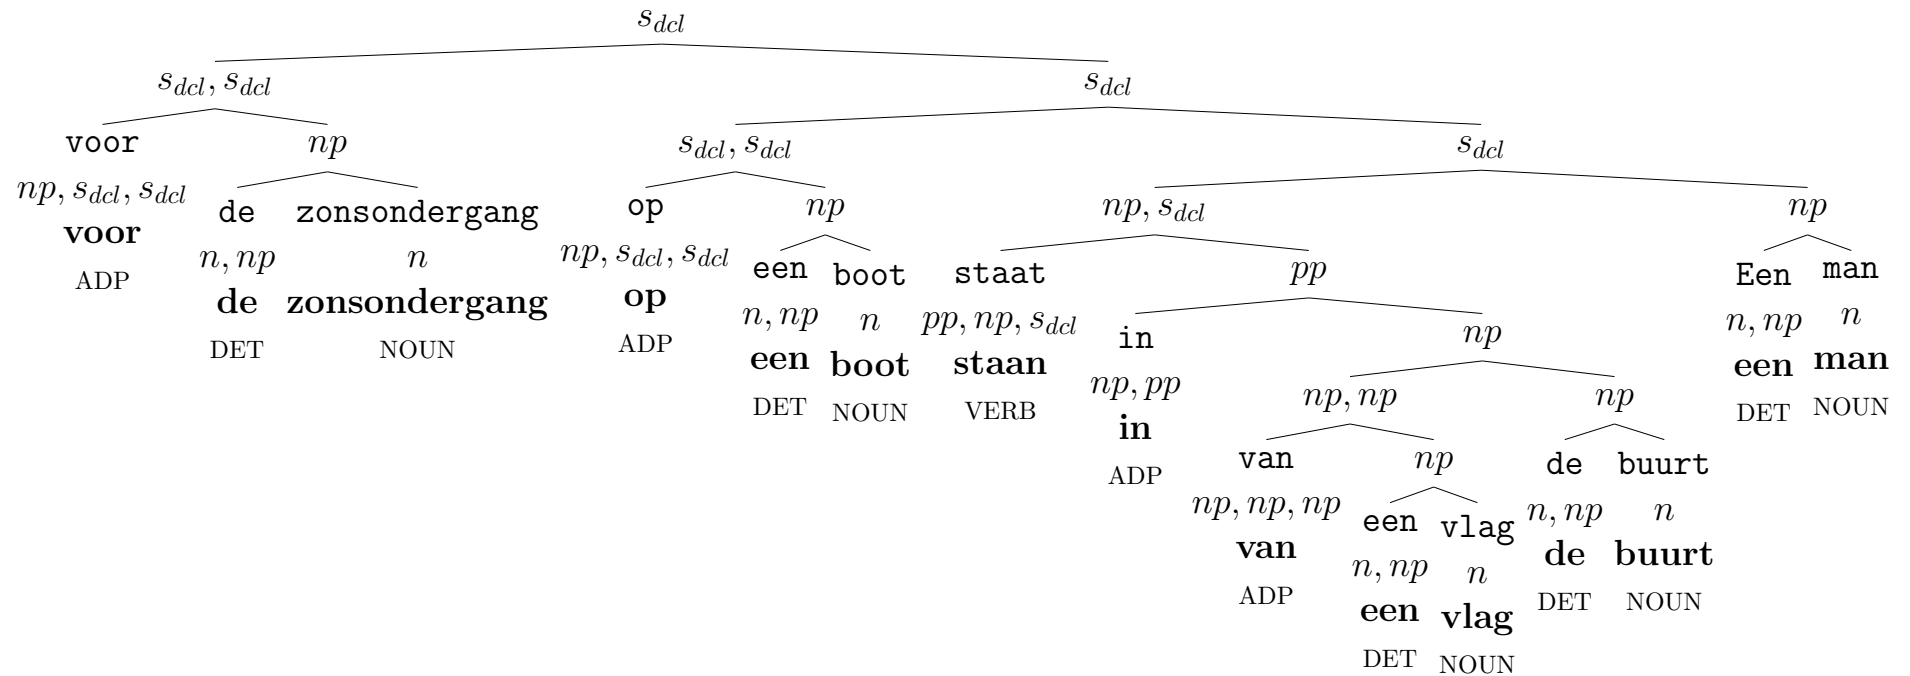 s_dcl
s_dcl, s_dcl s_dcl
voor np s_dcl, s_dcl s_dcl
np, s_dcl, s_dcl de zonsondergang op np np, s_dcl np
voor n, np n np, s_dcl, s_dcl een boot staat pp Een man
ADP de zonsondergang op n, np n pp, np, s_dcl in np n, np n
DET NOUN ADP een boot staan np, pp np, np np een man
DET NOUN VERB in van np de buurt DET NOUN
ADP np, np, np een vlag n, np n
van n, np n de buurt
ADP een vlag DET NOUN
DET NOUN